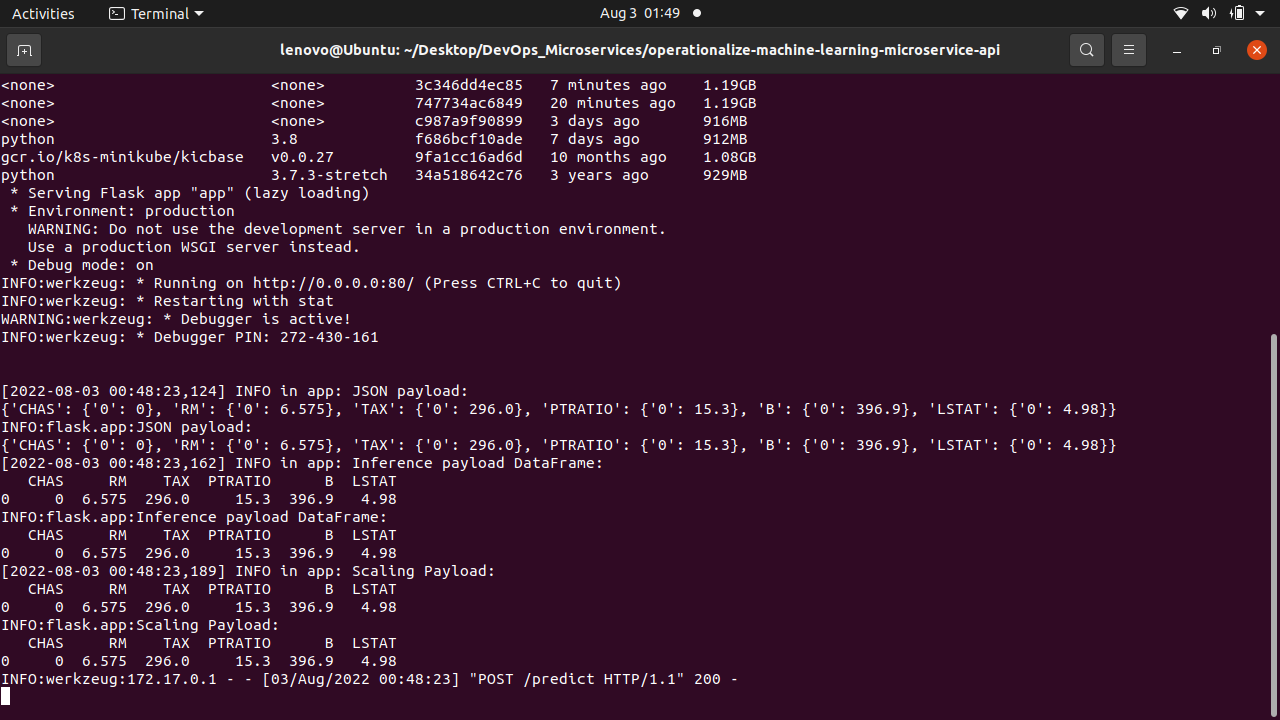 Activities Terminal Aug 3 01:49
lenovo@Ubuntu: ~/Desktop/DevOps_Microservices/operationalize-machine-learning-microservice-api
<none>                        <none>          3c346dd4ec85   7 minutes ago    1.19GB
<none>                        <none>          747734ac6849   20 minutes ago   1.19GB
<none>                        <none>          c987a9f90899   3 days ago       916MB
python                        3.8             f686bcf10ade   7 days ago       912MB
gcr.io/k8s-minikube/kicbase   v0.0.27         9fa1cc16ad6d   10 months ago    1.08GB
python                        3.7.3-stretch   34a518642c76   3 years ago      929MB
 * Serving Flask app "app" (lazy loading)
 * Environment: production
   WARNING: Do not use the development server in a production environment.
   Use a production WSGI server instead.
 * Debug mode: on
INFO:werkzeug: * Running on http://0.0.0.0:80/ (Press CTRL+C to quit)
INFO:werkzeug: * Restarting with stat
WARNING:werkzeug: * Debugger is active!
INFO:werkzeug: * Debugger PIN: 272-430-161
[2022-08-03 00:48:23,124] INFO in app: JSON payload:
{'CHAS': {'0': 0}, 'RM': {'0': 6.575}, 'TAX': {'0': 296.0}, 'PTRATIO': {'0': 15.3}, 'B': {'0': 396.9}, 'LSTAT': {'0': 4.98}}
INFO:flask.app:JSON payload:
{'CHAS': {'0': 0}, 'RM': {'0': 6.575}, 'TAX': {'0': 296.0}, 'PTRATIO': {'0': 15.3}, 'B': {'0': 396.9}, 'LSTAT': {'0': 4.98}}
[2022-08-03 00:48:23,162] INFO in app: Inference payload DataFrame:
   CHAS     RM    TAX  PTRATIO      B  LSTAT
0     0  6.575  296.0     15.3  396.9   4.98
INFO:flask.app:Inference payload DataFrame:
   CHAS     RM    TAX  PTRATIO      B  LSTAT
0     0  6.575  296.0     15.3  396.9   4.98
[2022-08-03 00:48:23,189] INFO in app: Scaling Payload:
   CHAS     RM    TAX  PTRATIO      B  LSTAT
0     0  6.575  296.0     15.3  396.9   4.98
INFO:flask.app:Scaling Payload:
   CHAS     RM    TAX  PTRATIO      B  LSTAT
0     0  6.575  296.0     15.3  396.9   4.98
INFO:werkzeug:172.17.0.1 - - [03/Aug/2022 00:48:23] "POST /predict HTTP/1.1" 200 -